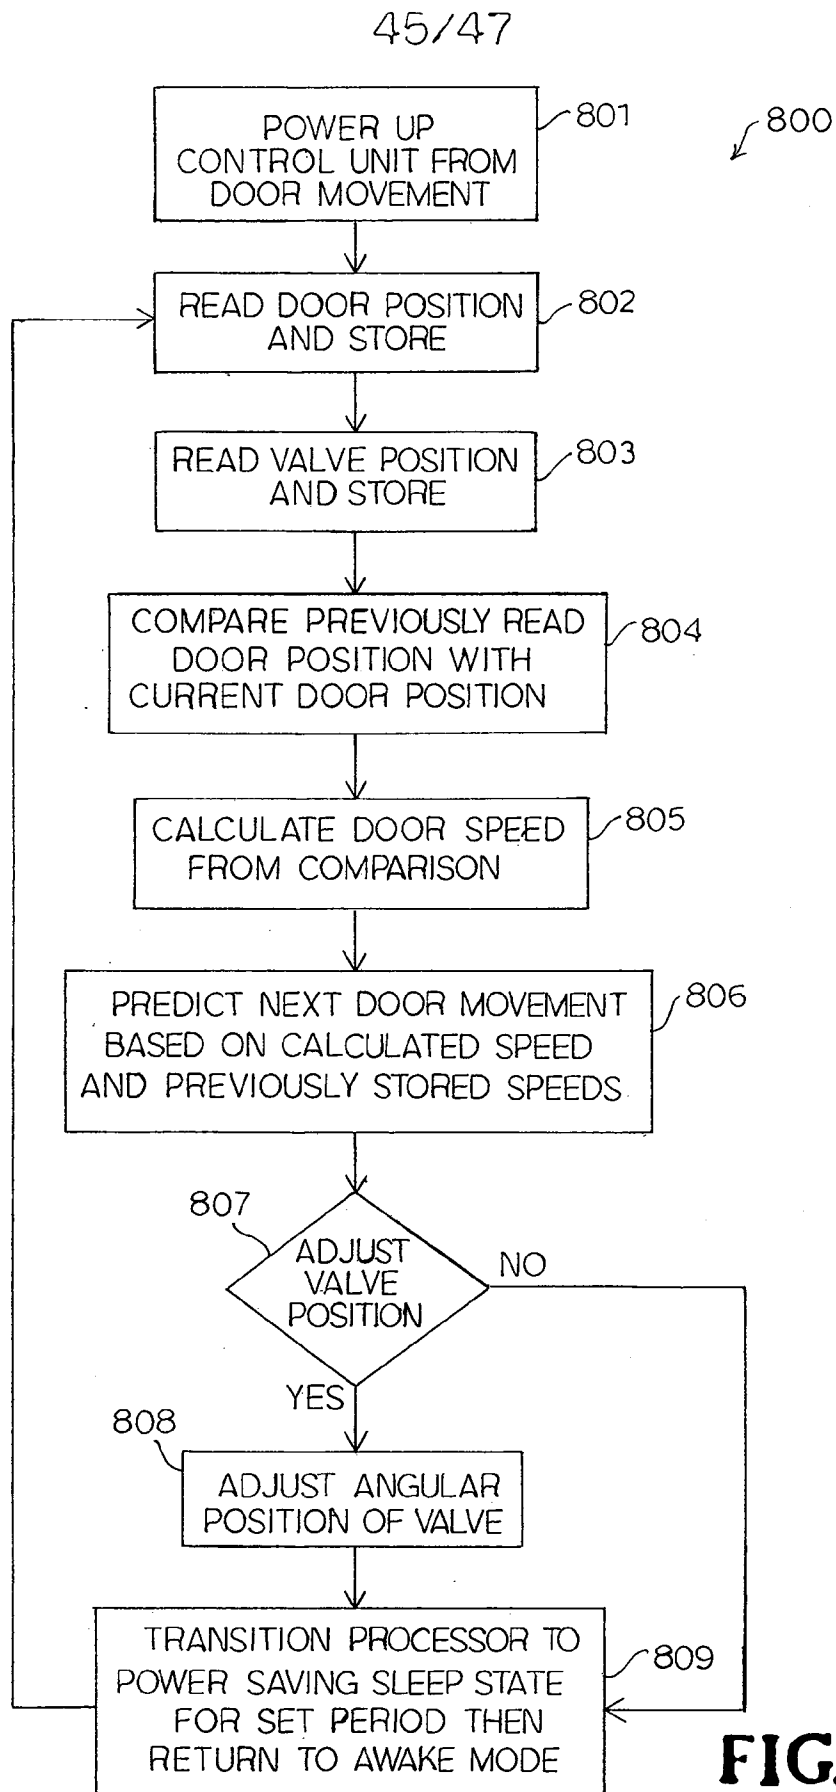 45/47
800
POWER UP
CONTROL UNIT FROM
DOOR MOVEMENT
801
READ DOOR POSITION
AND STORE
802
READ VALVE POSITION
AND STORE
803
COMPARE PREVIOUSLY READ
DOOR POSITION WITH
CURRENT DOOR POSITION
804
CALCULATE DOOR SPEED
FROM COMPARISON
805
PREDICT NEXT DOOR MOVEMENT
BASED ON CALCULATED SPEED
AND PREVIOUSLY STORED SPEEDS
806
807
ADJUST
VALVE
POSITION
NO
YES
808
ADJUST ANGULAR
POSITION OF VALVE
TRANSITION PROCESSOR TO
POWER SAVING SLEEP STATE
FOR SET PERIOD THEN
RETURN TO AWAKE MODE
809
FIG.